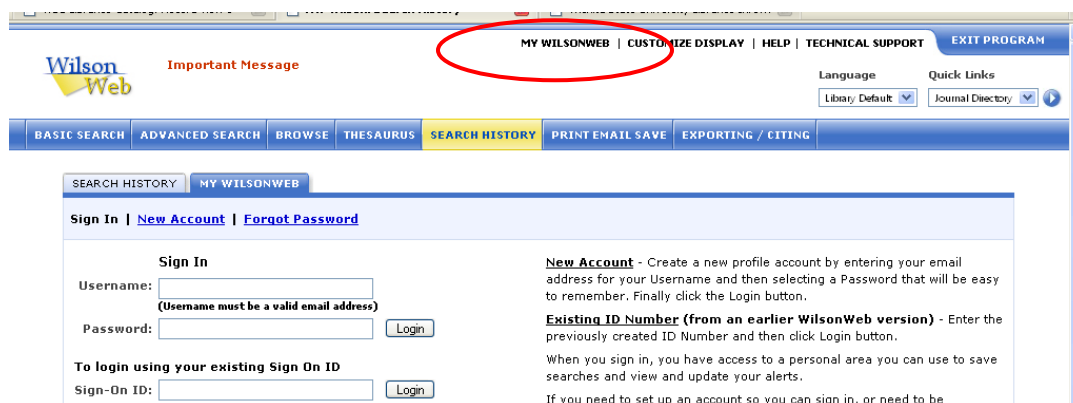 MY WILSONWEB | CUSTOMIZE DISPLAY | HELP | TECHNICAL SUPPORT
EXIT PROGRAM
Wilson
Web
Important Message
Language
Quick Links
Library Default
Journal Directory
BASIC SEARCH
ADVANCED SEARCH
BROWSE
THESAURUS
SEARCH HISTORY
PRINT EMAIL SAVE
EXPORTING / CITING
SEARCH HISTORY
MY WILSONWEB
Sign In | New Account | Forgot Password
Sign In
Username:
(Username must be a valid email address)
Password:
Login
To login using your existing Sign On ID
Sign-On ID:
Login
New Account - Create a new profile account by entering your email
address for your Username and then selecting a Password that will be easy
to remember. Finally click the Login button.
Existing ID Number (from an earlier WilsonWeb version) - Enter the
previously created ID Number and then click Login button.
When you sign in, you have access to a personal area you can use to save
searches and view and update your alerts.
If you need to set up an account so you can sign in, or need to be